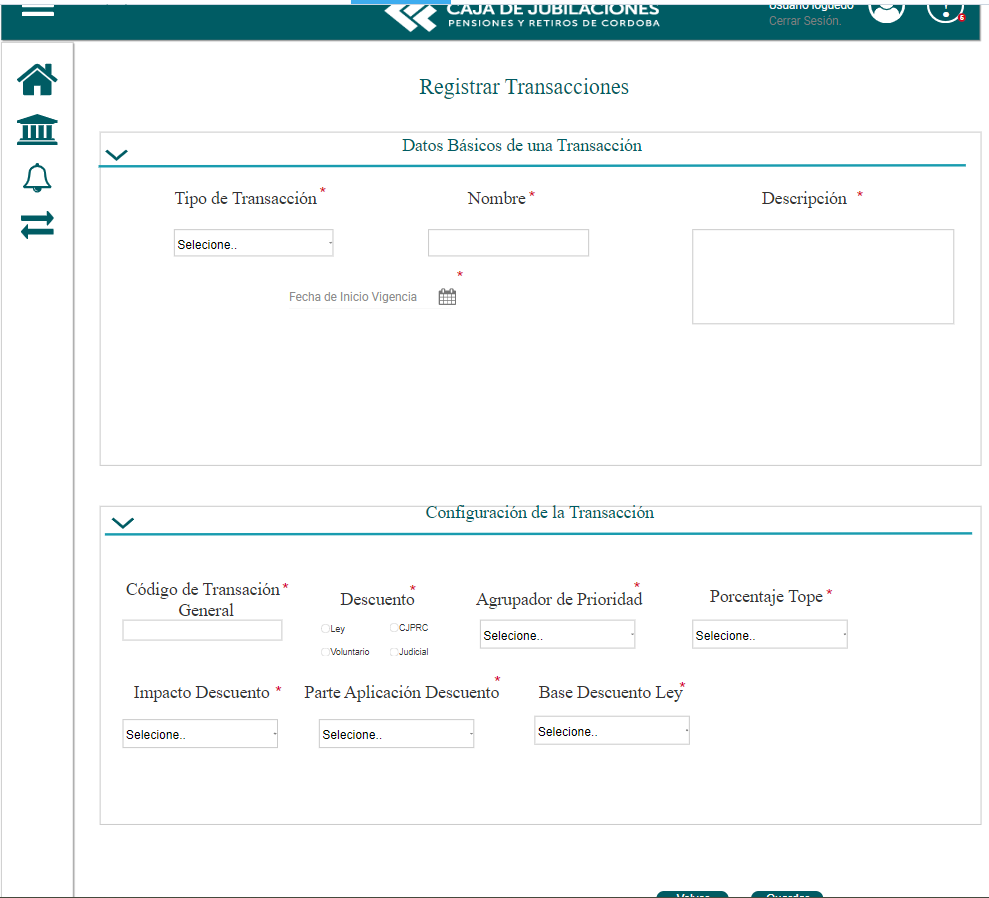 CAJA DE JUBILACIONES
PENSIONES Y RETIROS DE CORDOBA
Usuario loguedo
Cerrar Sesión.
6
Registrar Transacciones
Datos Básicos de una Transacción
Tipo de Transacción * Nombre * Descripción *
Selecione..
*
Fecha de Inicio Vigencia
Configuración de la Transacción
Código de Transación *
General
Descuento * Agrupador de Prioridad * Porcentaje Tope *
Ley CJPRC
Voluntario Judicial
Selecione.. Selecione..
Impacto Descuento * Parte Aplicación Descuento * Base Descuento Ley *
Selecione.. Selecione.. Selecione..